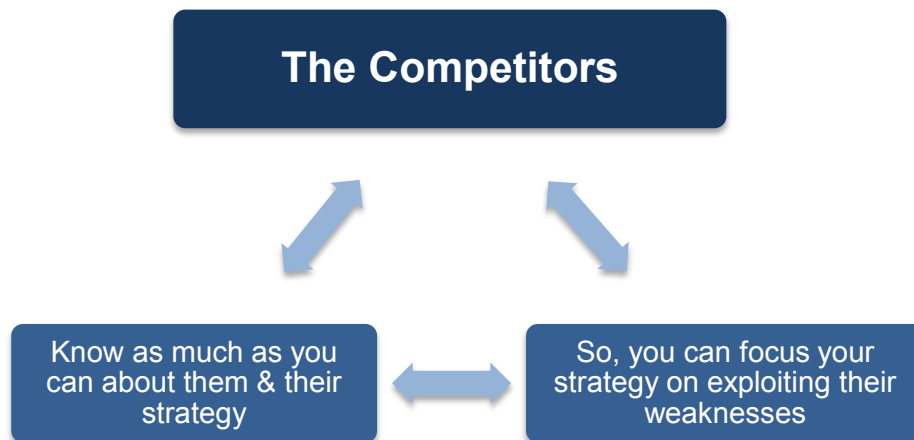 The Competitors
Know as much as you
can about them & their
strategy
So, you can focus your
strategy on exploiting their
weaknesses